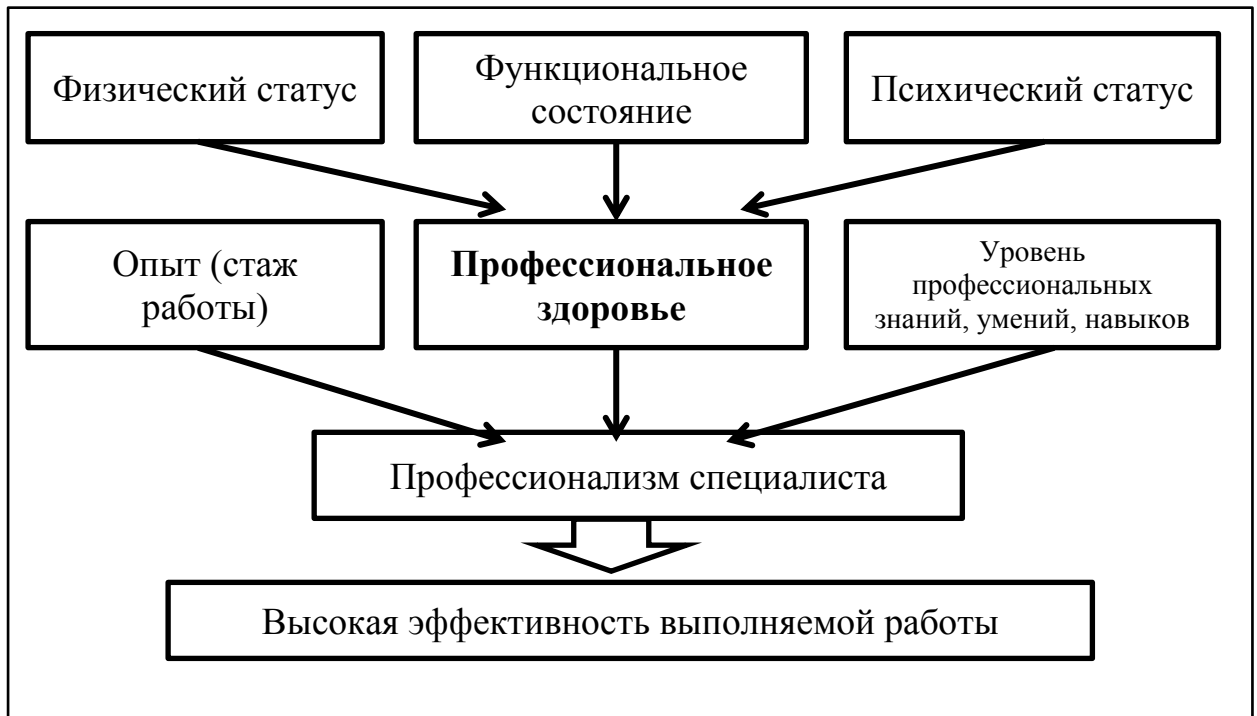 Физический статус
Функциональное
состояние
Психический статус
Опыт (стаж
работы)
Профессиональное
здоровье
Уровень
профессиональных
знаний, умений, навыков
Профессионализм специалиста
Высокая эффективность выполняемой работы